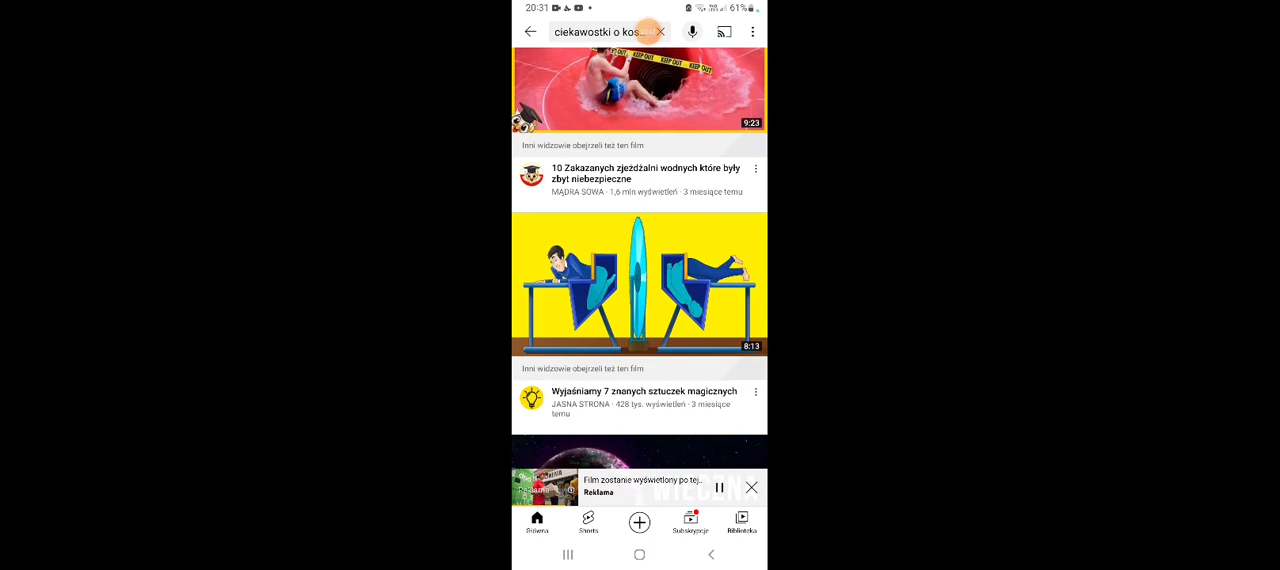 20:31
61%
ciekawostki o kos...
KEEP OUT KEEP OUT
9:23
Inni widzowie obejrzeli też ten film
10 Zakazanych zjeżdżalni wodnych które były
zbyt niebezpieczne
MĄDRA SOWA · 1,6 mln wyświetleń · 3 miesiące temu
8:13
Inni widzowie obejrzeli też ten film
Wyjaśniamy 7 znanych sztuczek magicznych
JASNA STRONA · 428 tys. wyświetleń · 3 miesiące
temu
WIECZNA
Reklama
Film zostanie wyświetlony po tej..
Reklama
Główna
Shorts
Subskrypcje
Biblioteka